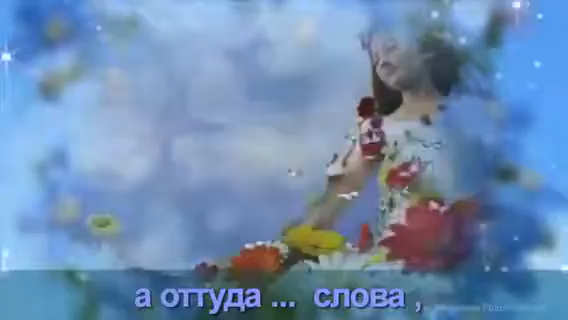 а оттуда ... слова ,